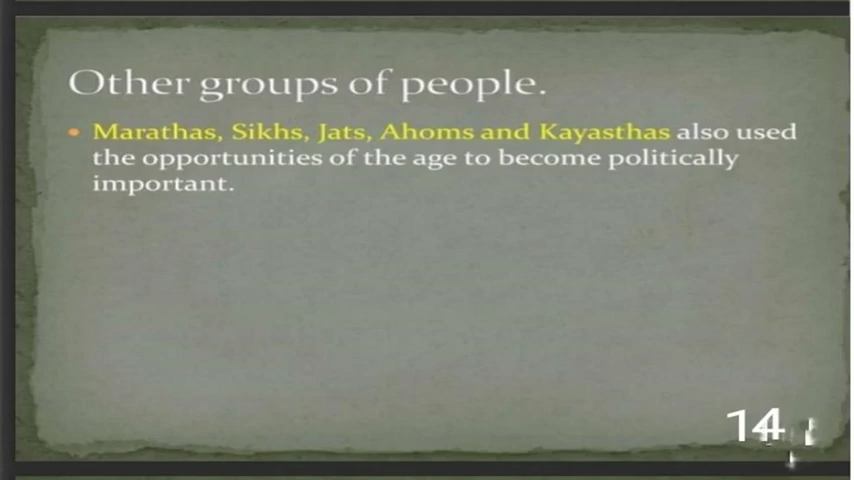 Other groups of people.
• Marathas, Sikhs, Jats, Ahoms and Kayasthas also used
the opportunities of the age to become politically
important.
14